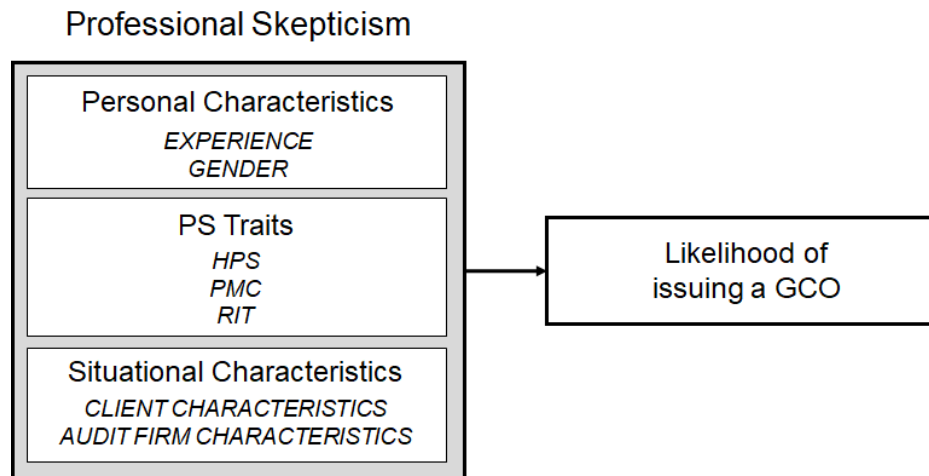 Professional Skepticism
Personal Characteristics
EXPERIENCE
GENDER
PS Traits
HPS
PMC
RIT
Situational Characteristics
CLIENT CHARACTERISTICS
AUDIT FIRM CHARACTERISTICS
Likelihood of
issuing a GCO